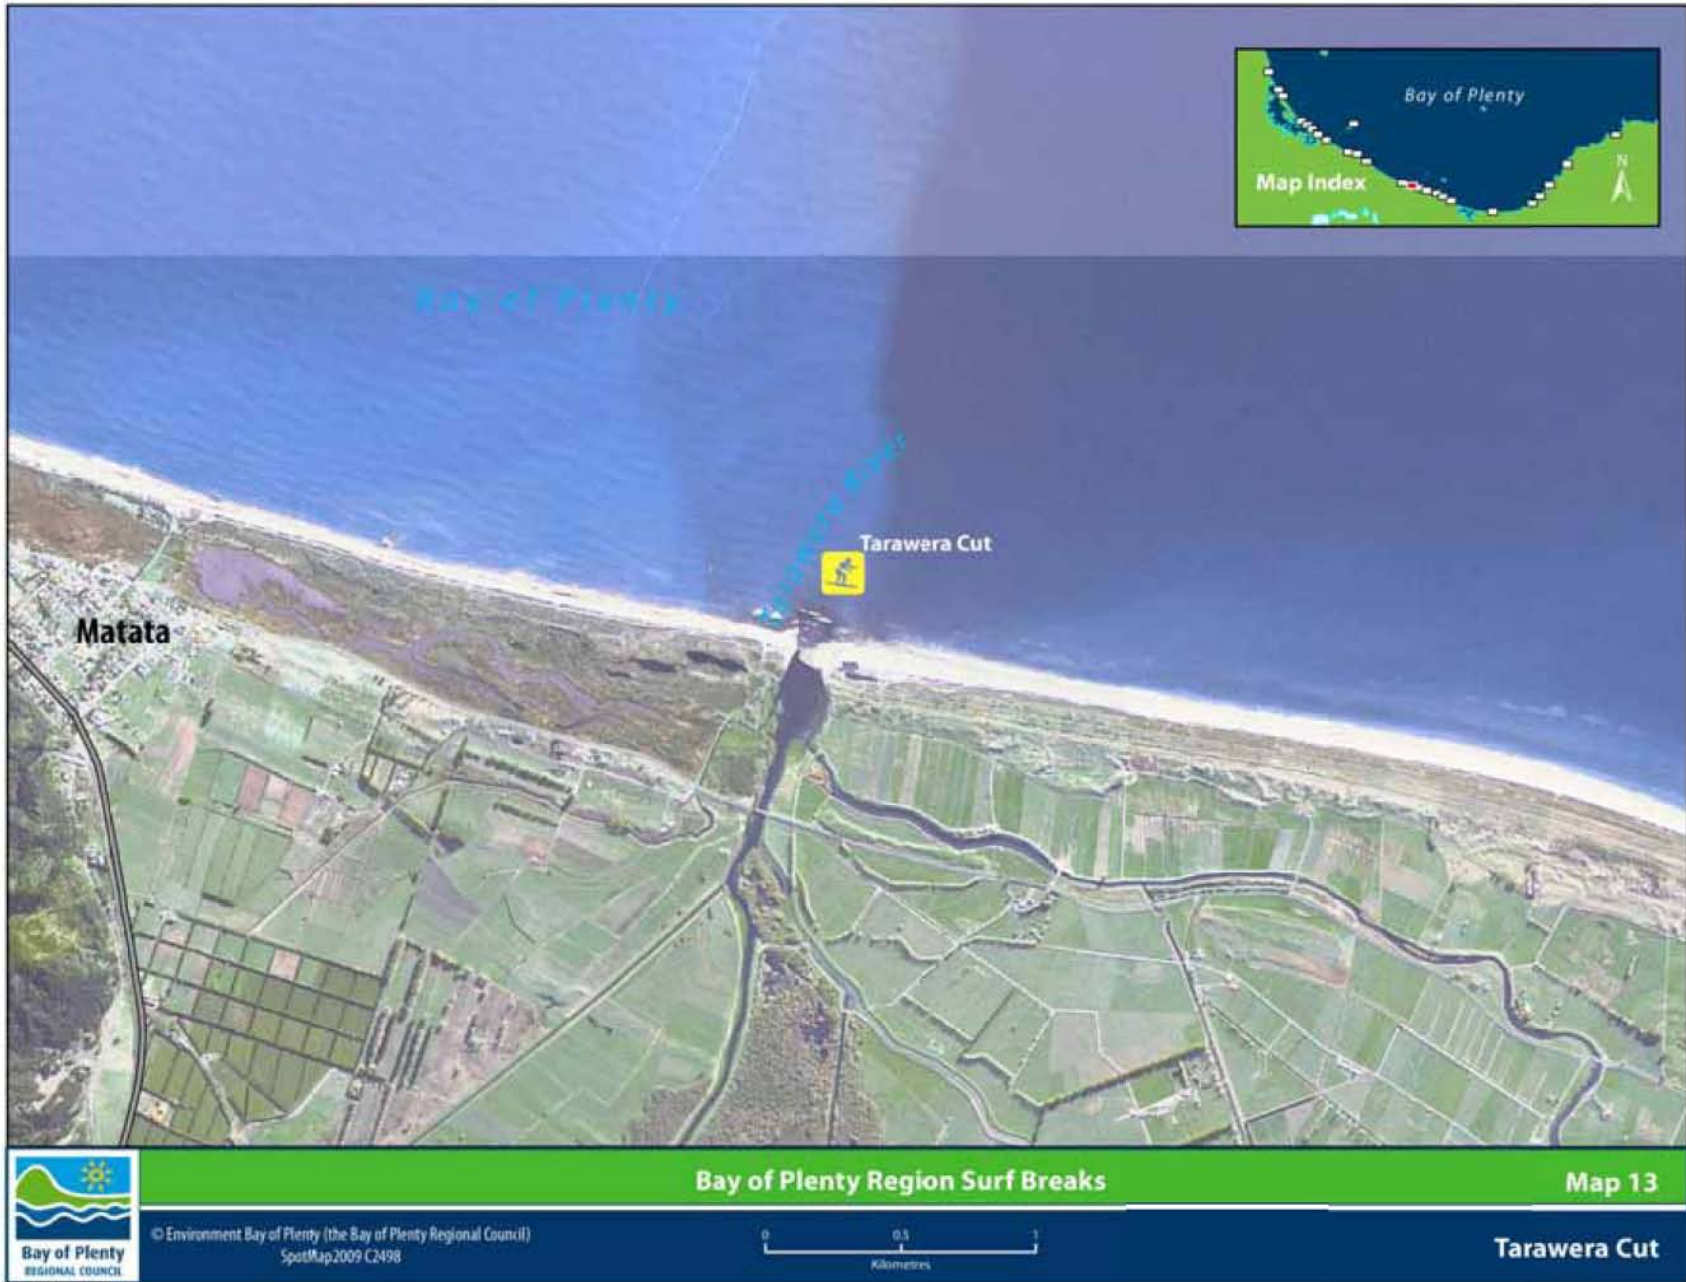 Bay of Plenty
Map Index
N
Bay of Plenty
Tarawera River
Tarawera Cut
Matata
Bay of Plenty Region Surf Breaks
Map 13
Bay of Plenty
REGIONAL COUNCIL
© Environment Bay of Plenty (the Bay of Plenty Regional Council)
SpotMap2009 C2498
0 0.5 1
Kilometres
Tarawera Cut